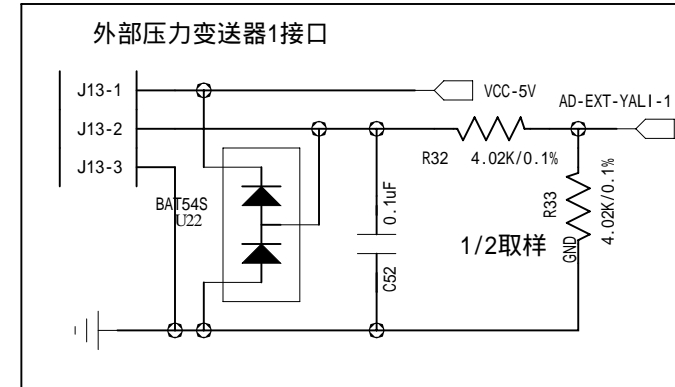 外部压力变送器1接口
J13-1
VCC-5V
AD-EXT-YALI-1
J13-2
R32 4.02K/0.1%
J13-3
BAT54S
U22
0.1uF
C52
1/2取样
GND
R33
4.02K/0.1%